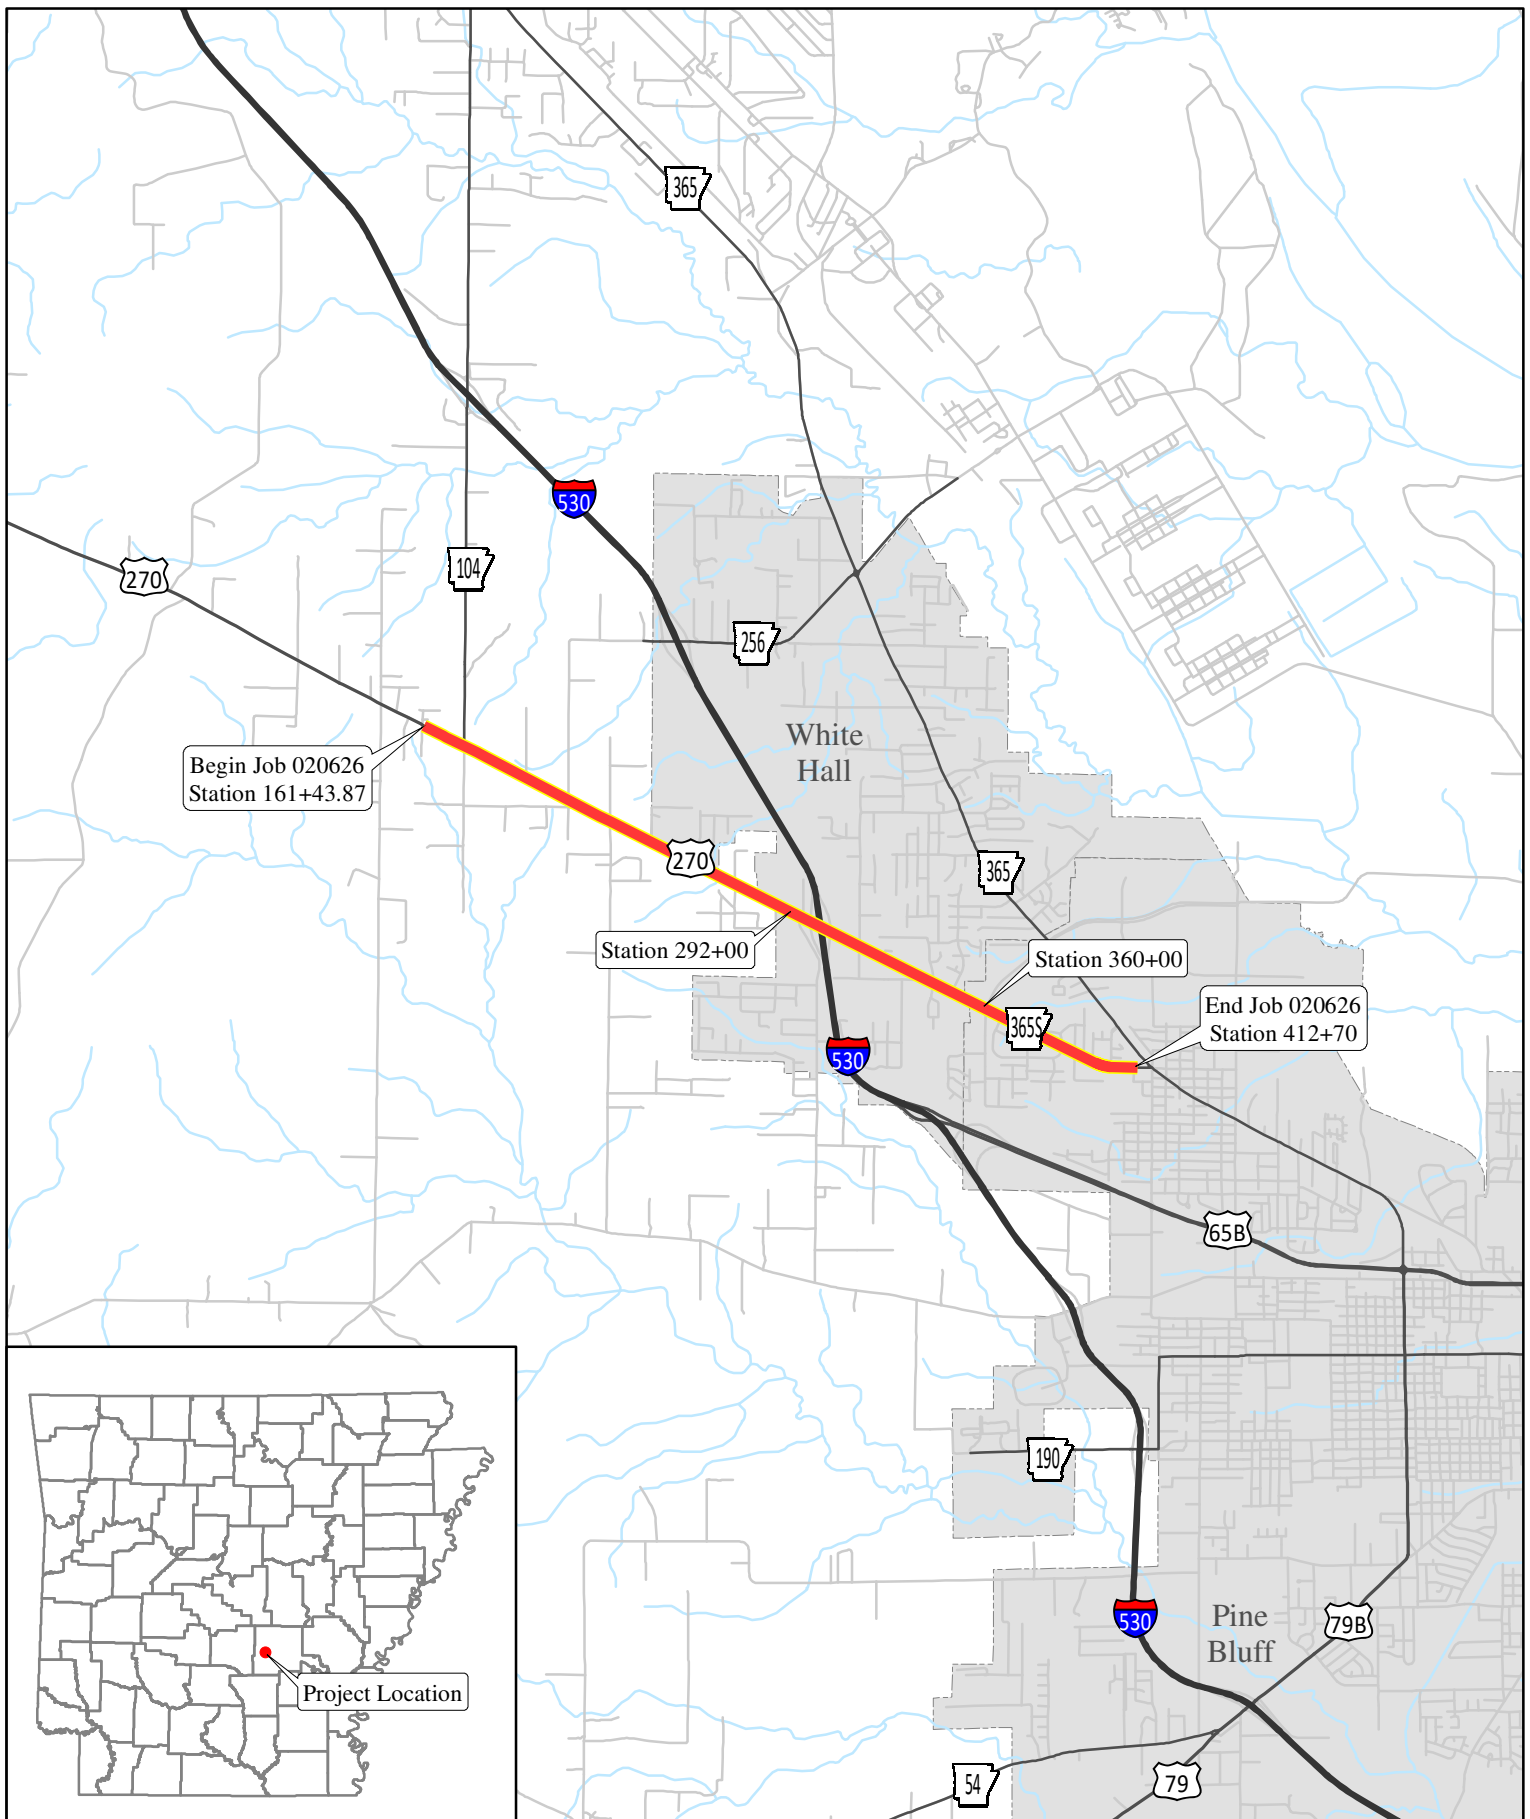 365
530
270
104
256
White
Hall
Begin Job 020626
Station 161+43.87
270
365
Station 292+00
Station 360+00
End Job 020626
Station 412+70
365S
530
65B
190
530
Pine
Bluff
79B
Project Location
54
79